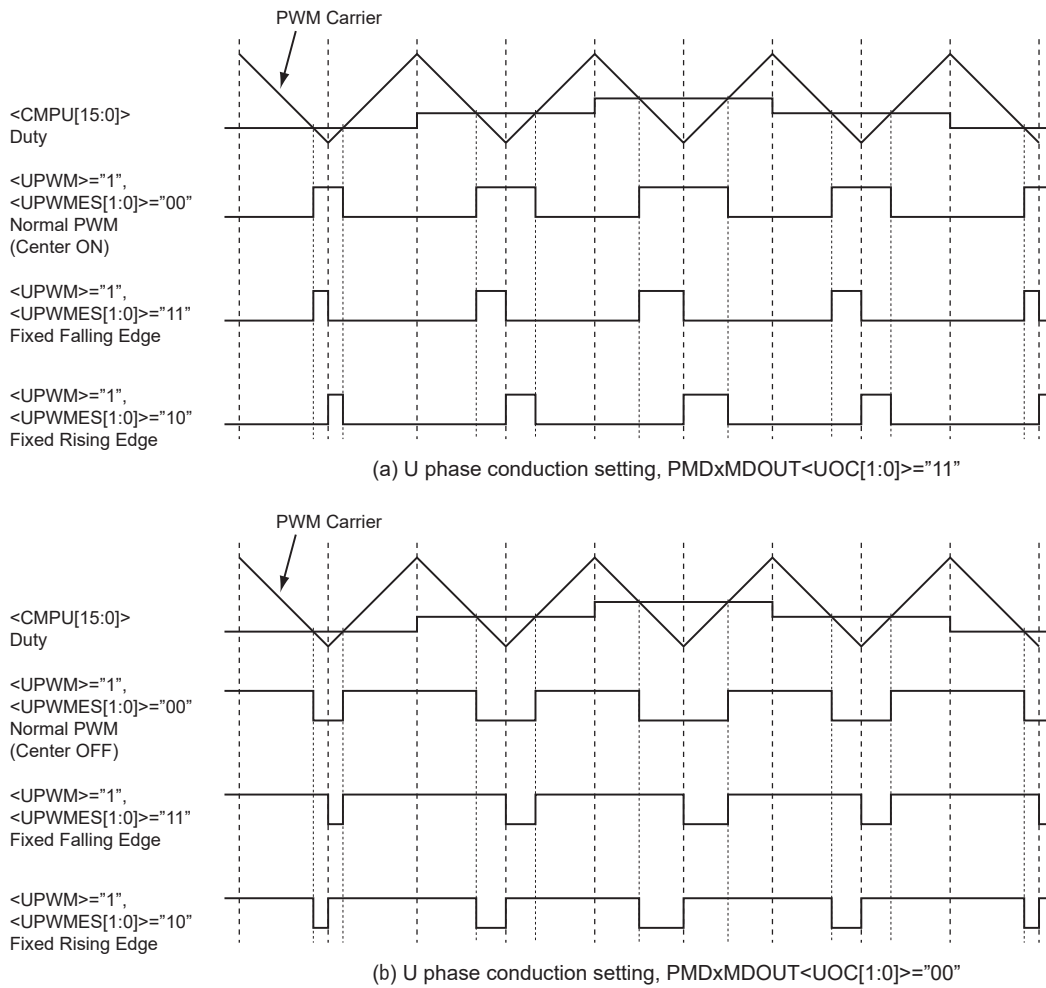 PWM Carrier
<CMPU[15:0]>
Duty
<UPWM>=”1”,
<UPWMES[1:0]>=”00”
Normal PWM
(Center ON)
<UPWM>=”1”,
<UPWMES[1:0]>=”11”
Fixed Falling Edge
<UPWM>=”1”,
<UPWMES[1:0]>=”10”
Fixed Rising Edge
(a) U phase conduction setting, PMDxMDOUT<UOC[1:0]>=”11”
PWM Carrier
<CMPU[15:0]>
Duty
<UPWM>=”1”,
<UPWMES[1:0]>=”00”
Normal PWM
(Center OFF)
<UPWM>=”1”,
<UPWMES[1:0]>=”11”
Fixed Falling Edge
<UPWM>=”1”,
<UPWMES[1:0]>=”10”
Fixed Rising Edge
(b) U phase conduction setting, PMDxMDOUT<UOC[1:0]>=”00”